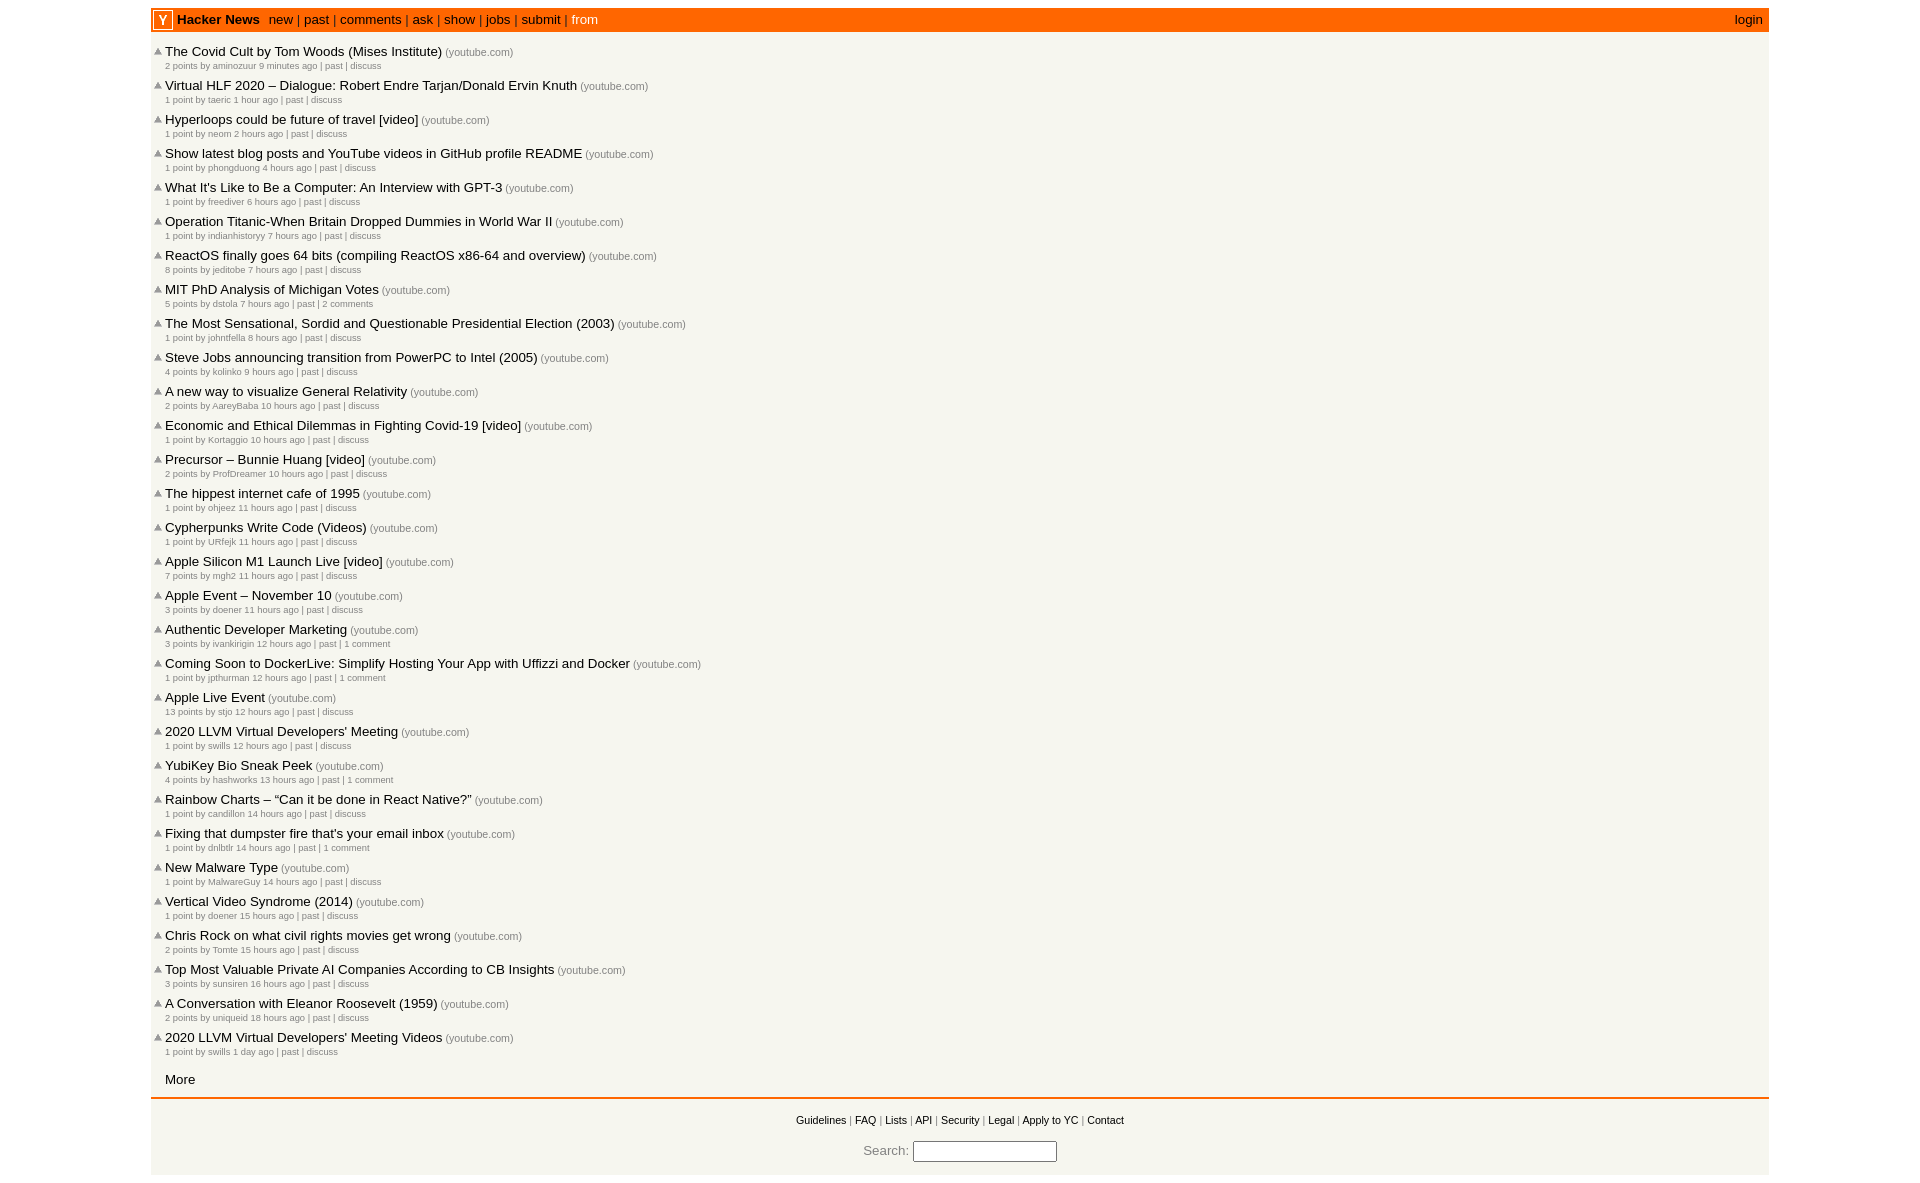 Y Hacker News new | past | comments | ask | show | jobs | submit | from login
The Covid Cult by Tom Woods (Mises Institute) (youtube.com)
2 points by aminozuur 9 minutes ago | past | discuss
Virtual HLF 2020 – Dialogue: Robert Endre Tarjan/Donald Ervin Knuth (youtube.com)
1 point by taeric 1 hour ago | past | discuss
Hyperloops could be future of travel [video] (youtube.com)
1 point by neom 2 hours ago | past | discuss
Show latest blog posts and YouTube videos in GitHub profile README (youtube.com)
1 point by phongduong 4 hours ago | past | discuss
What It's Like to Be a Computer: An Interview with GPT-3 (youtube.com)
1 point by freediver 6 hours ago | past | discuss
Operation Titanic-When Britain Dropped Dummies in World War II (youtube.com)
1 point by indianhistoryy 7 hours ago | past | discuss
ReactOS finally goes 64 bits (compiling ReactOS x86-64 and overview) (youtube.com)
8 points by jeditobe 7 hours ago | past | discuss
MIT PhD Analysis of Michigan Votes (youtube.com)
5 points by dstola 7 hours ago | past | 2 comments
The Most Sensational, Sordid and Questionable Presidential Election (2003) (youtube.com)
1 point by johntfella 8 hours ago | past | discuss
Steve Jobs announcing transition from PowerPC to Intel (2005) (youtube.com)
4 points by kolinko 9 hours ago | past | discuss
A new way to visualize General Relativity (youtube.com)
2 points by AareyBaba 10 hours ago | past | discuss
Economic and Ethical Dilemmas in Fighting Covid-19 [video] (youtube.com)
1 point by Kortaggio 10 hours ago | past | discuss
Precursor – Bunnie Huang [video] (youtube.com)
2 points by ProfDreamer 10 hours ago | past | discuss
The hippest internet cafe of 1995 (youtube.com)
1 point by ohjeez 11 hours ago | past | discuss
Cypherpunks Write Code (Videos) (youtube.com)
1 point by URfejk 11 hours ago | past | discuss
Apple Silicon M1 Launch Live [video] (youtube.com)
7 points by mgh2 11 hours ago | past | discuss
Apple Event – November 10 (youtube.com)
3 points by doener 11 hours ago | past | discuss
Authentic Developer Marketing (youtube.com)
3 points by ivankirigin 12 hours ago | past | 1 comment
Coming Soon to DockerLive: Simplify Hosting Your App with Uffizzi and Docker (youtube.com)
1 point by jpthurman 12 hours ago | past | 1 comment
Apple Live Event (youtube.com)
13 points by stjo 12 hours ago | past | discuss
2020 LLVM Virtual Developers' Meeting (youtube.com)
1 point by swills 12 hours ago | past | discuss
YubiKey Bio Sneak Peek (youtube.com)
4 points by hashworks 13 hours ago | past | 1 comment
Rainbow Charts – “Can it be done in React Native?” (youtube.com)
1 point by candillon 14 hours ago | past | discuss
Fixing that dumpster fire that's your email inbox (youtube.com)
1 point by dnlbtlr 14 hours ago | past | 1 comment
New Malware Type (youtube.com)
1 point by MalwareGuy 14 hours ago | past | discuss
Vertical Video Syndrome (2014) (youtube.com)
1 point by doener 15 hours ago | past | discuss
Chris Rock on what civil rights movies get wrong (youtube.com)
2 points by Tomte 15 hours ago | past | discuss
Top Most Valuable Private AI Companies According to CB Insights (youtube.com)
3 points by sunsiren 16 hours ago | past | discuss
A Conversation with Eleanor Roosevelt (1959) (youtube.com)
2 points by uniqueid 18 hours ago | past | discuss
2020 LLVM Virtual Developers' Meeting Videos (youtube.com)
1 point by swills 1 day ago | past | discuss
More
Guidelines | FAQ | Lists | API | Security | Legal | Apply to YC | Contact
Search: